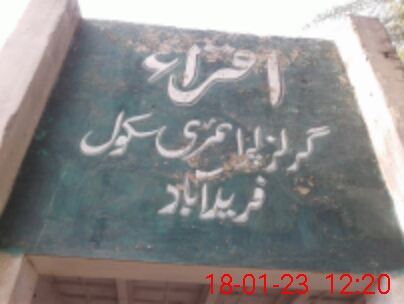 اقراء
گرلز پرائمری سکول
فریدآباد
18-01-23 12:20